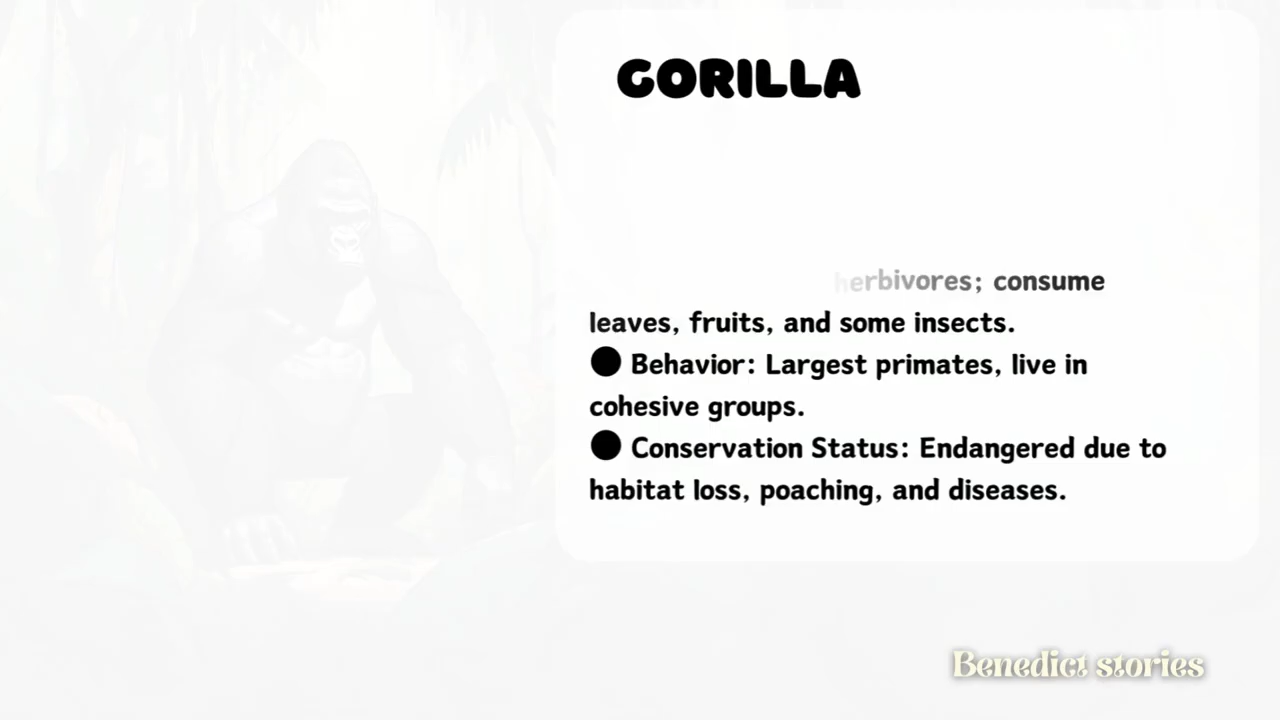 GORILLA
herbivores; consume
leaves, fruits, and some insects.
● Behavior: Largest primates, live in
cohesive groups.
● Conservation Status: Endangered due to
habitat loss, poaching, and diseases.
Benedict stories